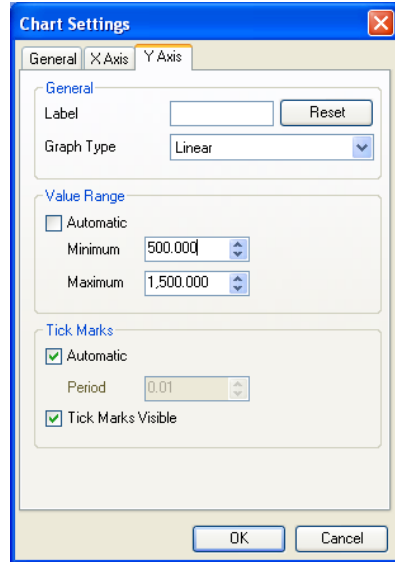 Chart Settings
General X Axis Y Axis
General
Label Reset
Graph Type Linear
Value Range
Automatic
Minimum 500.000
Maximum 1,500.000
Tick Marks
Automatic
Period 0.01
Tick Marks Visible
OK Cancel